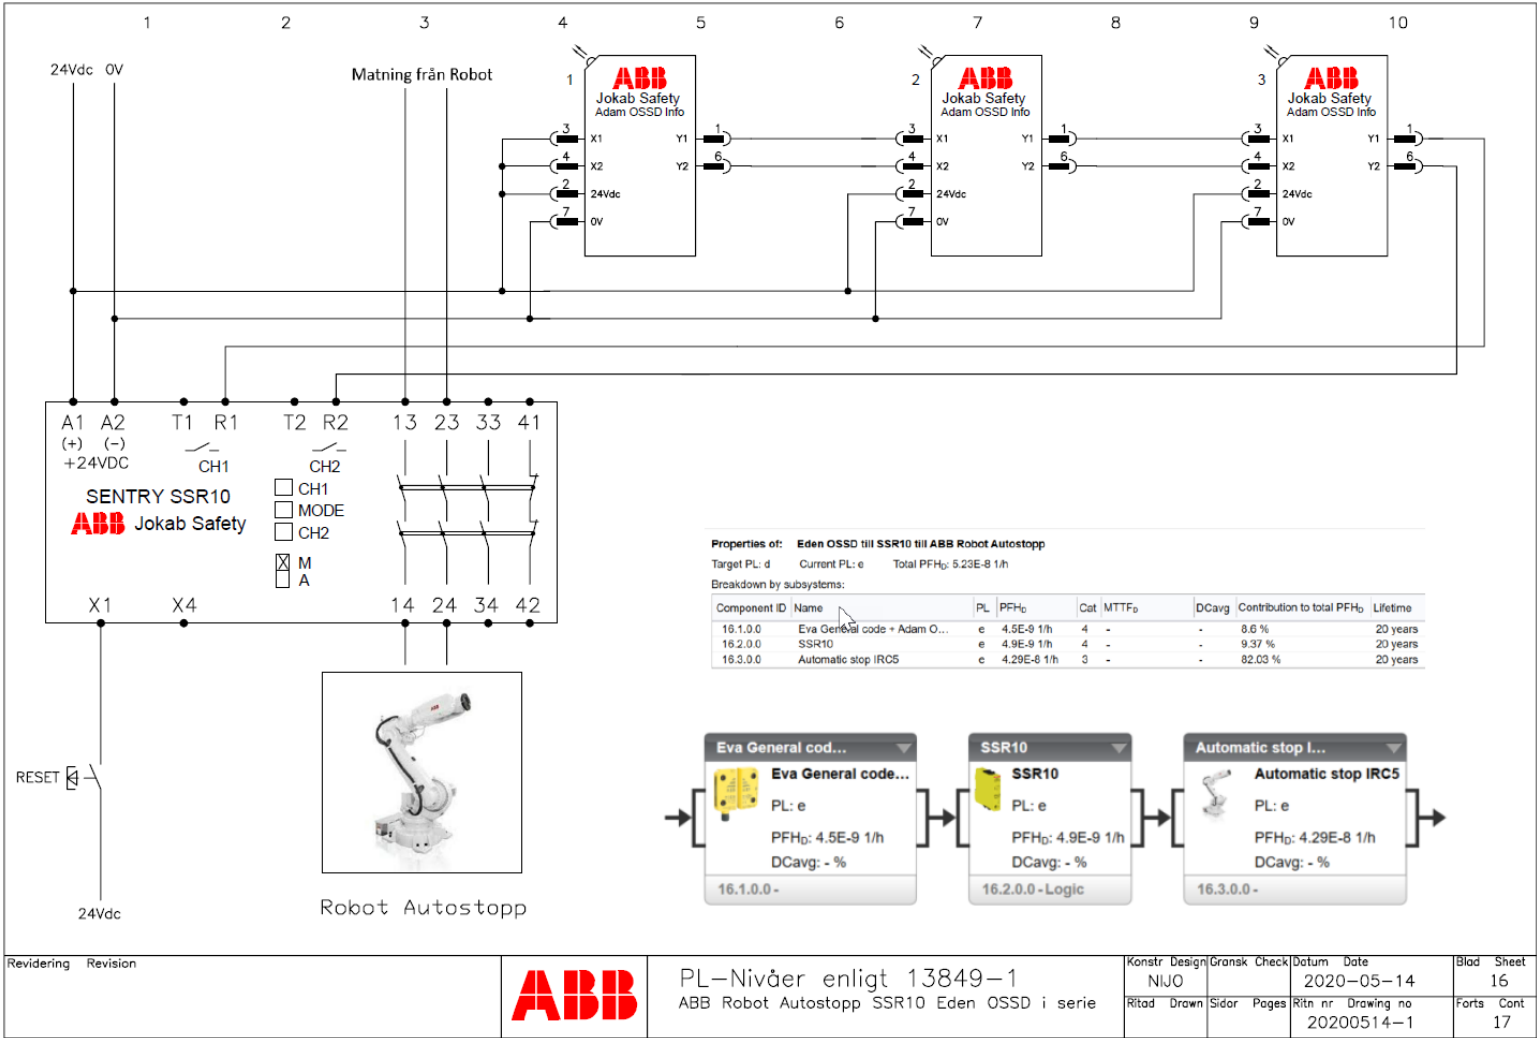 1 2 3 4 5 6 7 8 9 10
24Vdc 0V
Matning från Robot
1
ABB
Jokab Safety
Adam OSSD Info
3 X1 Y1 1
4 X2 Y2 6
2 24Vdc
7 0V
2
ABB
Jokab Safety
Adam OSSD Info
3 X1 Y1 1
4 X2 Y2 6
2 24Vdc
7 0V
3
ABB
Jokab Safety
Adam OSSD Info
3 X1 Y1 1
4 X2 Y2 6
2 24Vdc
7 0V
A1 A2 T1 R1 T2 R2 13 23 33 41
(+) (-)
+24VDC
CH1
CH2
SENTRY SSR10
ABB Jokab Safety
CH1
MODE
CH2
M
A
X1 X4 14 24 34 42
RESET
24Vdc
ABB
Robot Autostopp
Properties of: Eden OSSD till SSR10 till ABB Robot Autostopp
Target PL: d Current PL: e Total PFHD: 5.23E-8 1/h
Breakdown by subsystems:
Component ID Name PL PFHD Cat MTTFD DCavg Contribution to total PFHD Lifetime
16.1.0.0 Eva General code + Adam O... e 4.5E-9 1/h 4 - - 8.6 % 20 years
16.2.0.0 SSR10 e 4.9E-9 1/h 4 - - 9.37 % 20 years
16.3.0.0 Automatic stop IRC5 e 4.29E-8 1/h 3 - - 82.03 % 20 years
Eva General cod...
Eva General code...
PL: e
PFHD: 4.5E-9 1/h
DCavg: - %
16.1.0.0 -
SSR10
SSR10
PL: e
PFHD: 4.9E-9 1/h
DCavg: - %
16.2.0.0 - Logic
Automatic stop I...
Automatic stop IRC5
PL: e
PFHD: 4.29E-8 1/h
DCavg: - %
16.3.0.0 -
Revidering Revision
ABB
PL-Nivåer enligt 13849-1
ABB Robot Autostopp SSR10 Eden OSSD i serie
Konstr Design Gransk Check Datum Date Blad Sheet
NIJO 2020-05-14 16
Ritad Drawn Sidor Pages Ritn nr Drawing no Forts Cont
20200514-1 17